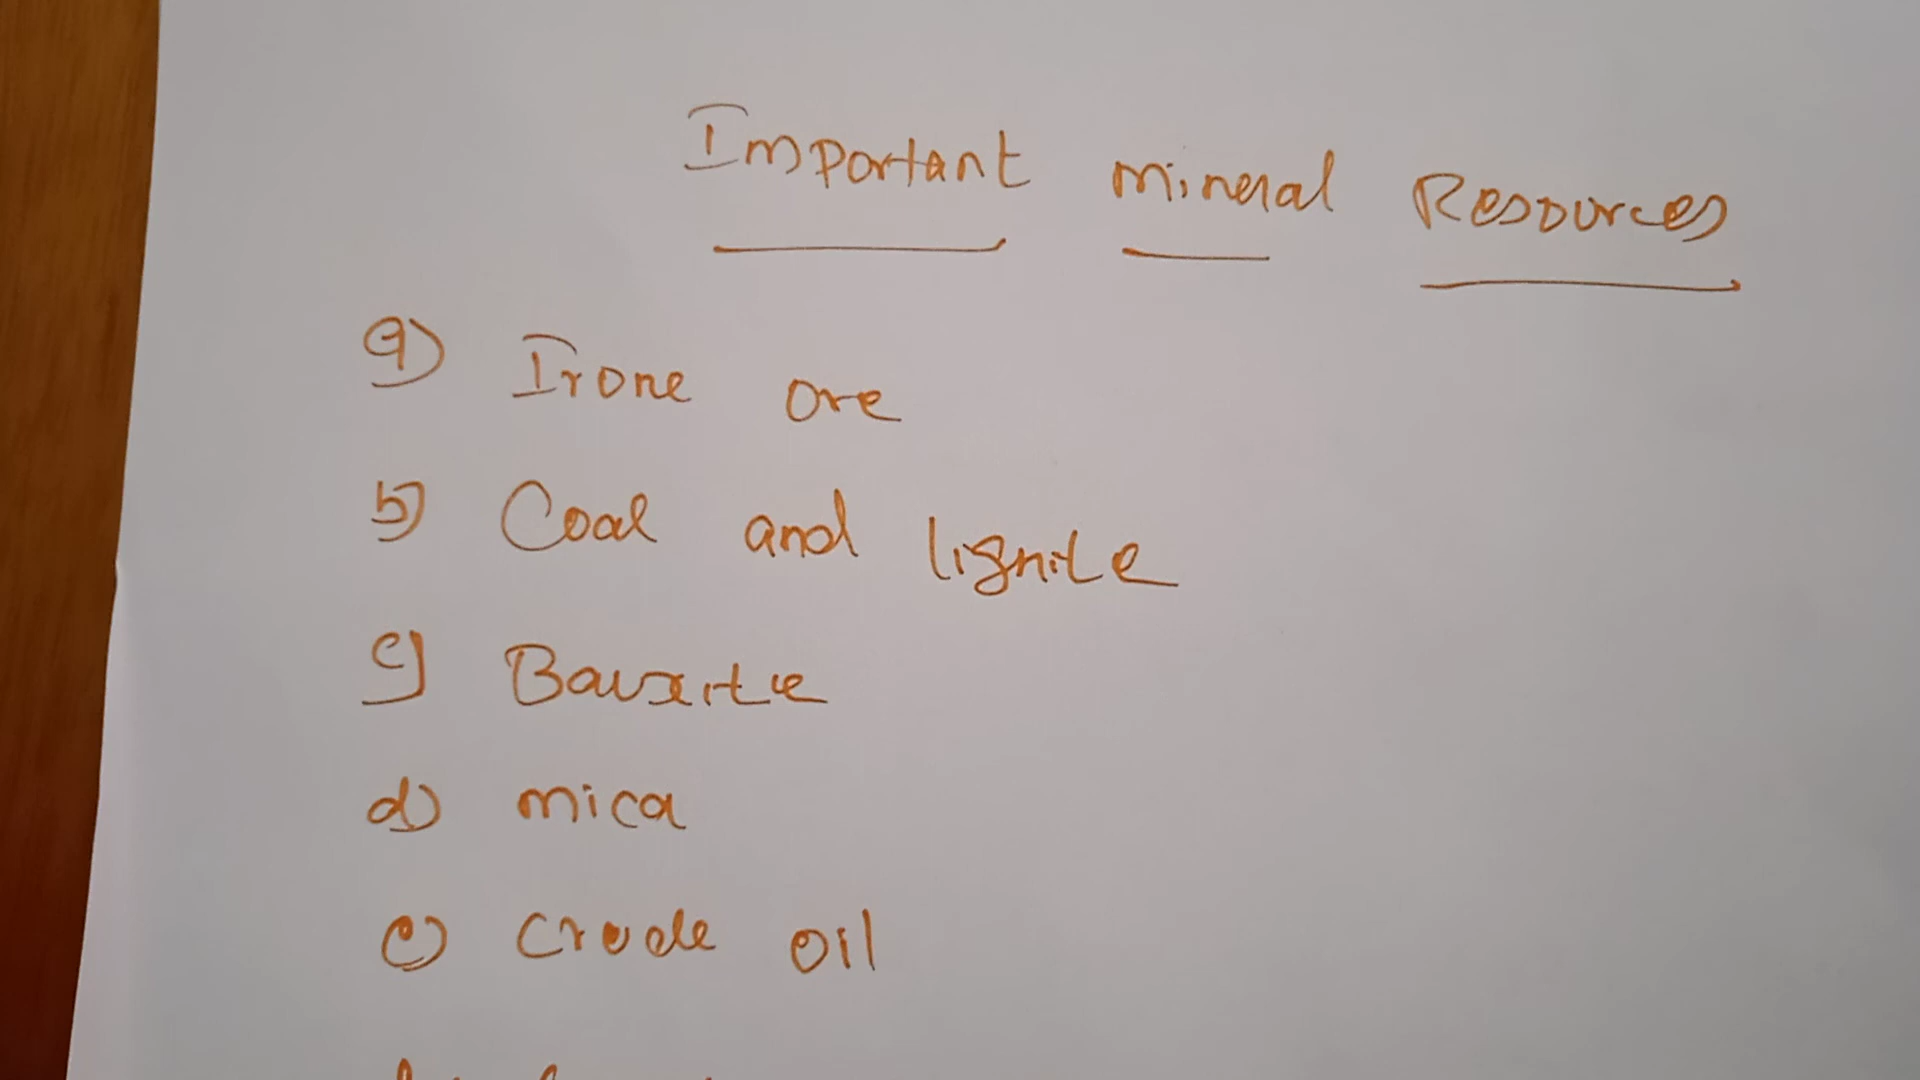 Important mineral Resources
a) Irone ore
b) Coal and lignite
c) Bauxite
d) mica
e) Crude oil